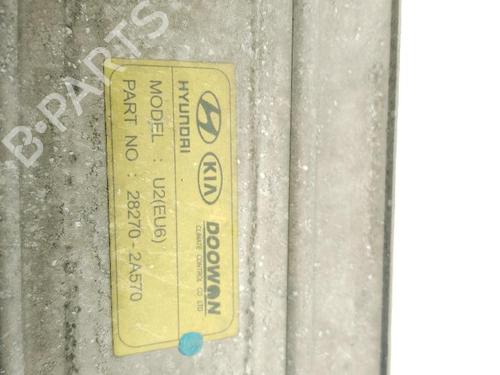 B-PARTS
HYUNDAI
KIA
DOOWON
CLIMATE CONTROL CO LTD
MODEL : U2(EU6)
PART NO : 28270-2A570